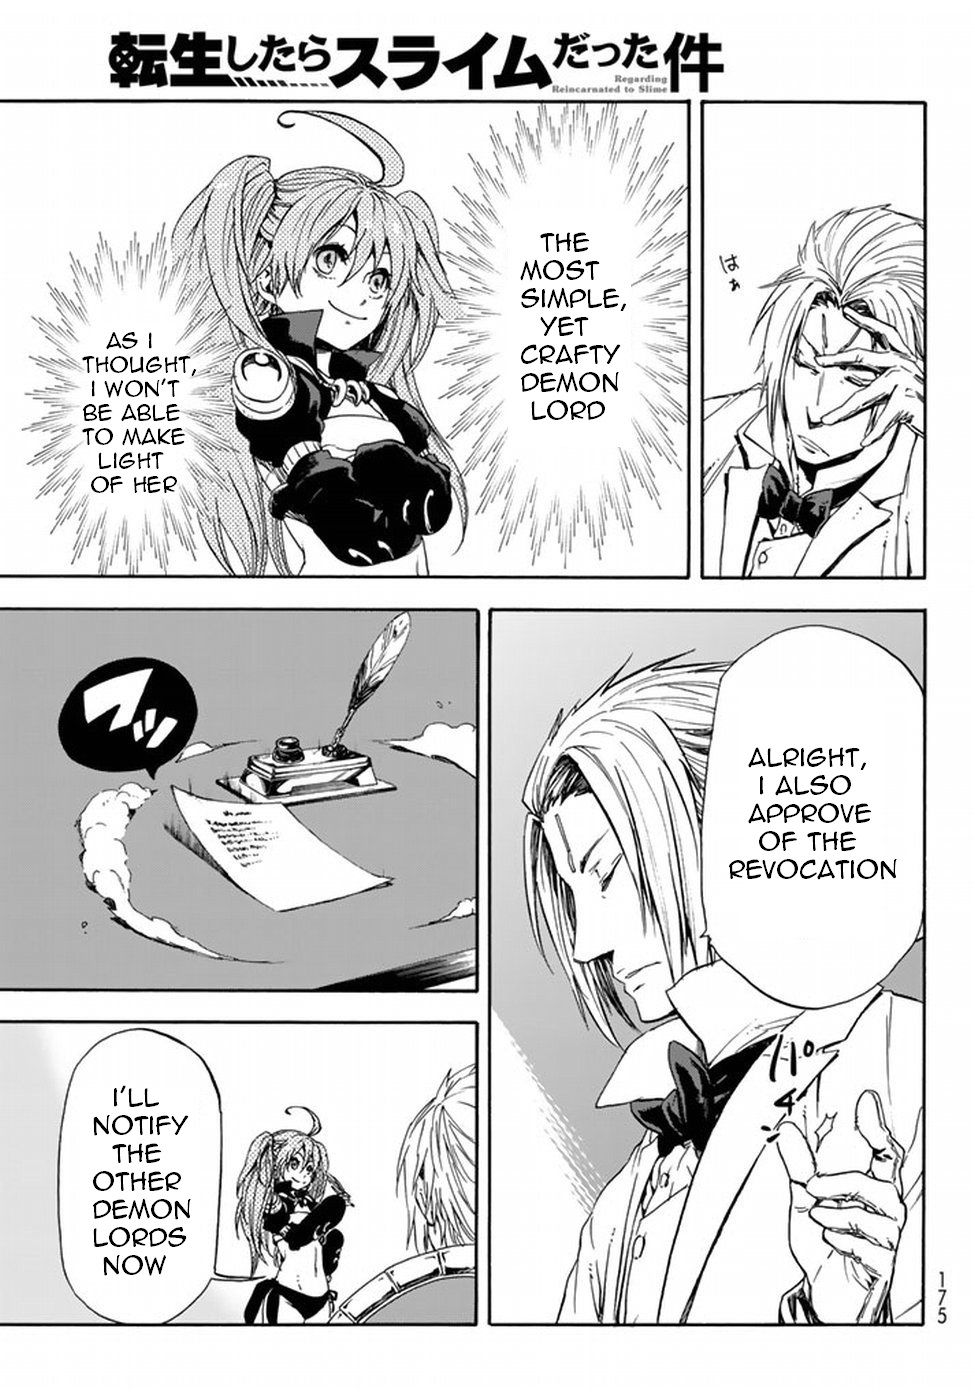 転生したらスライムだった件
Regarding
Reincarnated to Slime
はぁ
THE
MOST
SIMPLE,
YET
CRAFTY
DEMON
LORD
AS I
THOUGHT,
I WON'T
BE ABLE
TO MAKE
LIGHT
OF HER
ALRIGHT,
I ALSO
APPROVE
OF THE
REVOCATION
パチ
I'LL
NOTIFY
THE
OTHER
DEMON
LORDS
NOW
175